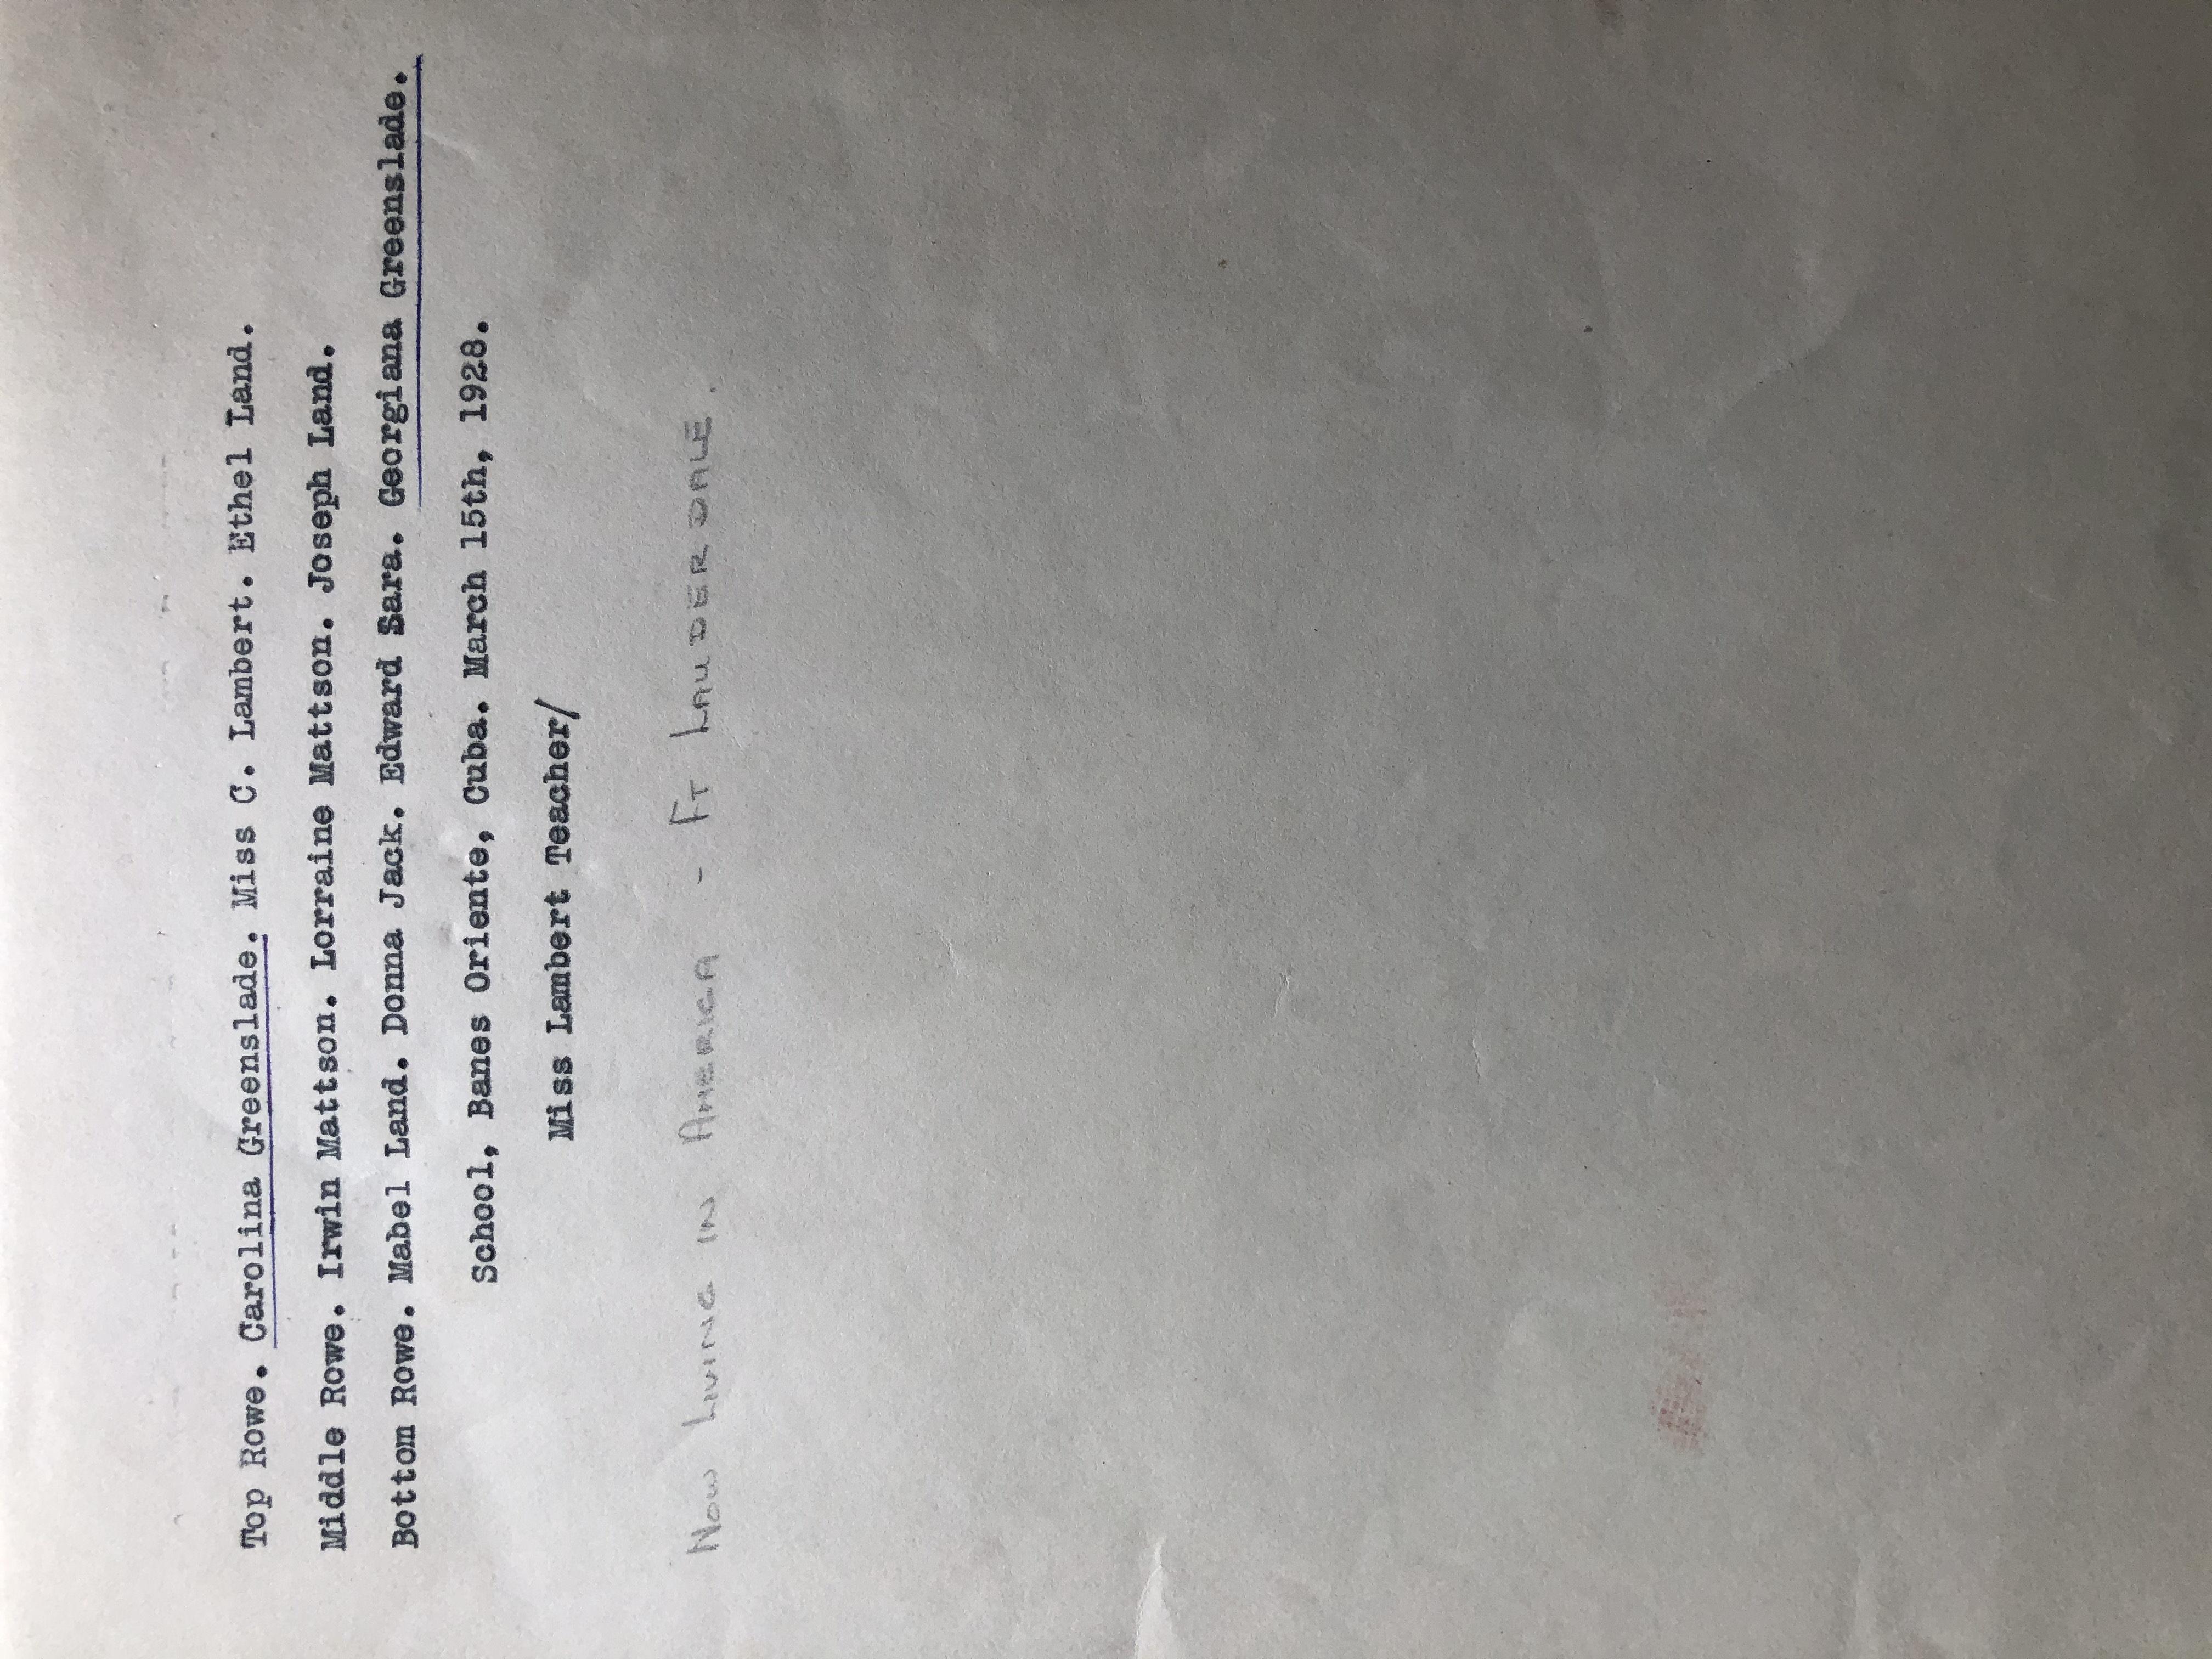 Top Rowe. Carolina Greenslade. Miss C. Lambert. Ethel Land.
Middle Rowe. Irwin Mattson. Lorraine Mattson. Joseph Land.
Bottom Rowe. Mabel Land. Donna Jack. Edward Sara. Georgiana Greenslade.
School, Banes Oriente, Cuba. March 15th, 1928.
Miss Lambert Teacher/
NOW LIVING IN AMERICA - FT LAUDERDALE.